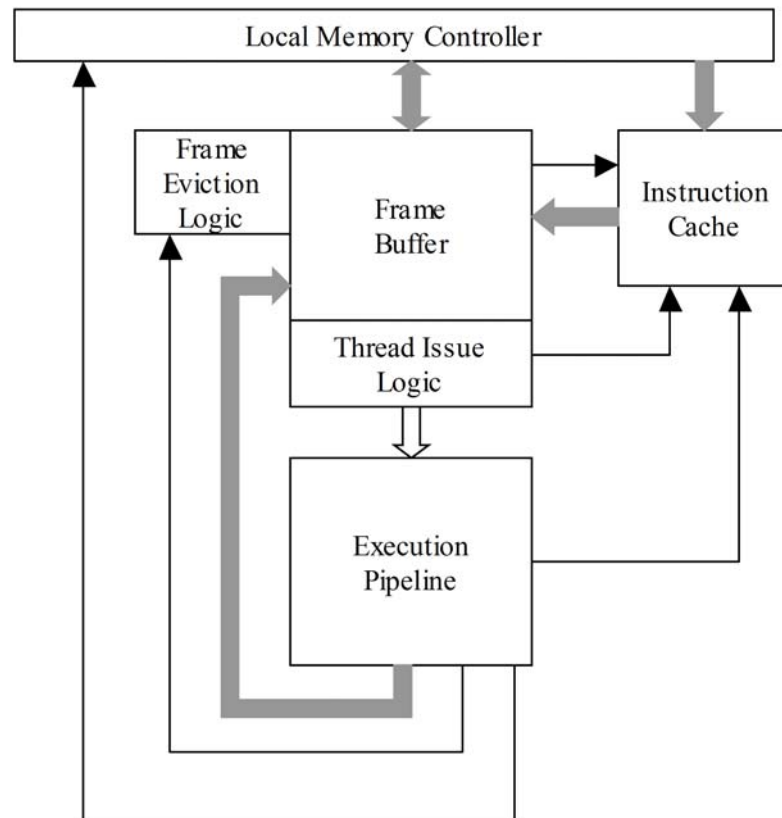 Local Memory Controller
Frame
Eviction
Logic
Frame
Buffer
Instruction
Cache
Thread Issue
Logic
Execution
Pipeline